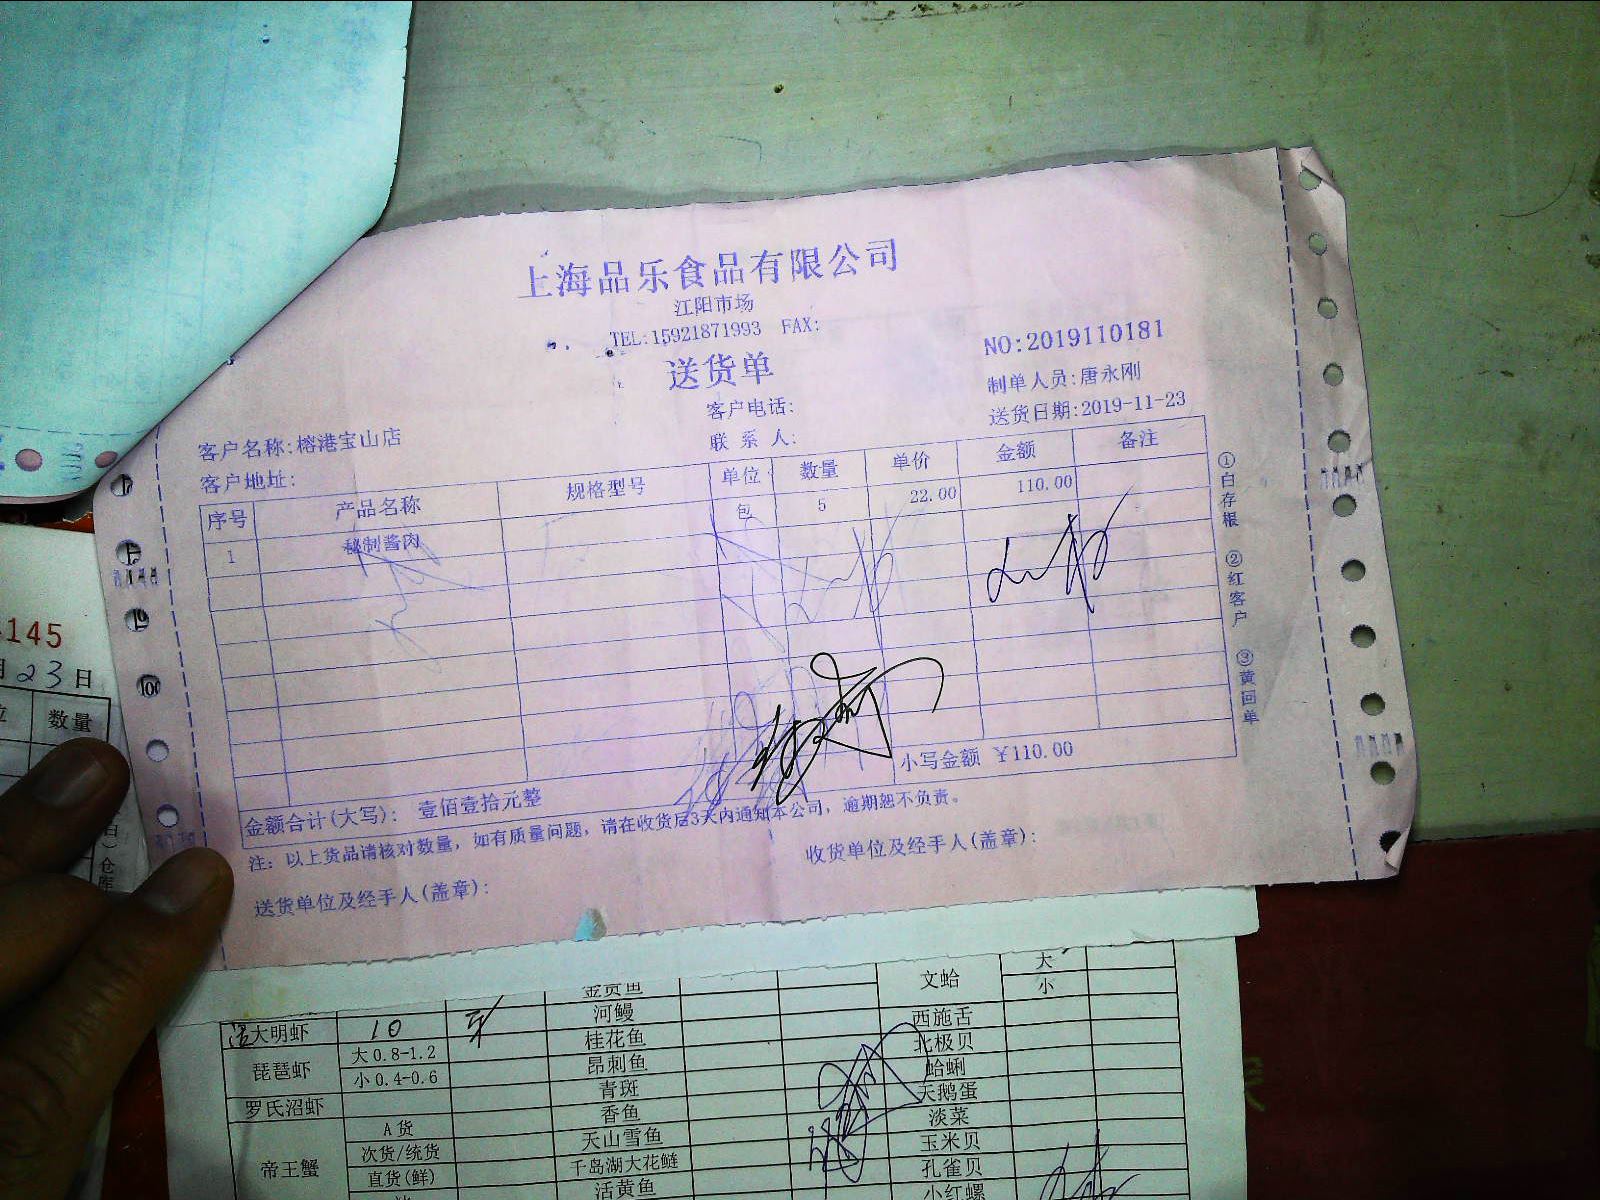 上海品乐食品有限公司
江阳市场
TEL:15921871993 FAX:
送货单
NO:2019110181
制单人员:唐永刚
客户电话:
送货日期:2019-11-23
客户名称:榕港宝山店
联系人:
客户地址:
序号 产品名称 规格型号 单位 数量 单价 金额 备注
1 秘制酱肉 包 5 22.00 110.00
金额合计(大写): 壹佰壹拾元整 小写金额 ￥110.00
注: 以上货品请核对数量, 如有质量问题, 请在收货后3天内通知本公司, 逾期恕不负责。
送货单位及经手人(盖章): 收货单位及经手人(盖章):
①白存根 ②红客户 ③黄回单
145
月23日
位 数量
仓库
文蛤 大
小
活大明虾 10 河鳗 西施舌
琵琶虾 大0.8-1.2 桂花鱼 北极贝
小0.4-0.6 昂刺鱼 蛤蜊
罗氏沼虾 青斑 天鹅蛋
香鱼 淡菜
帝王蟹 A货 天山雪鱼 玉米贝
次货/统货 千岛湖大花鲢 孔雀贝
直货(鲜) 活黄鱼 小红螺